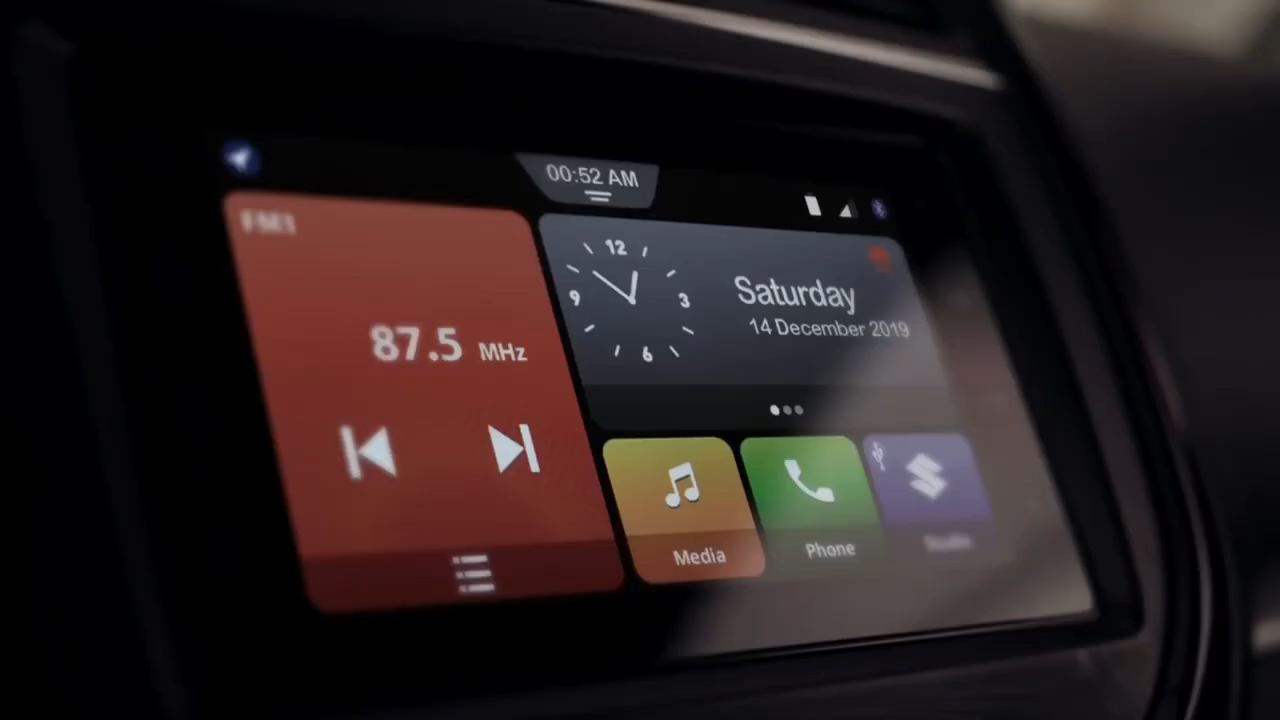 00:52 AM
FM1
87.5 MHz
12
9
3
6
Saturday
14 December 2019
Media
Phone